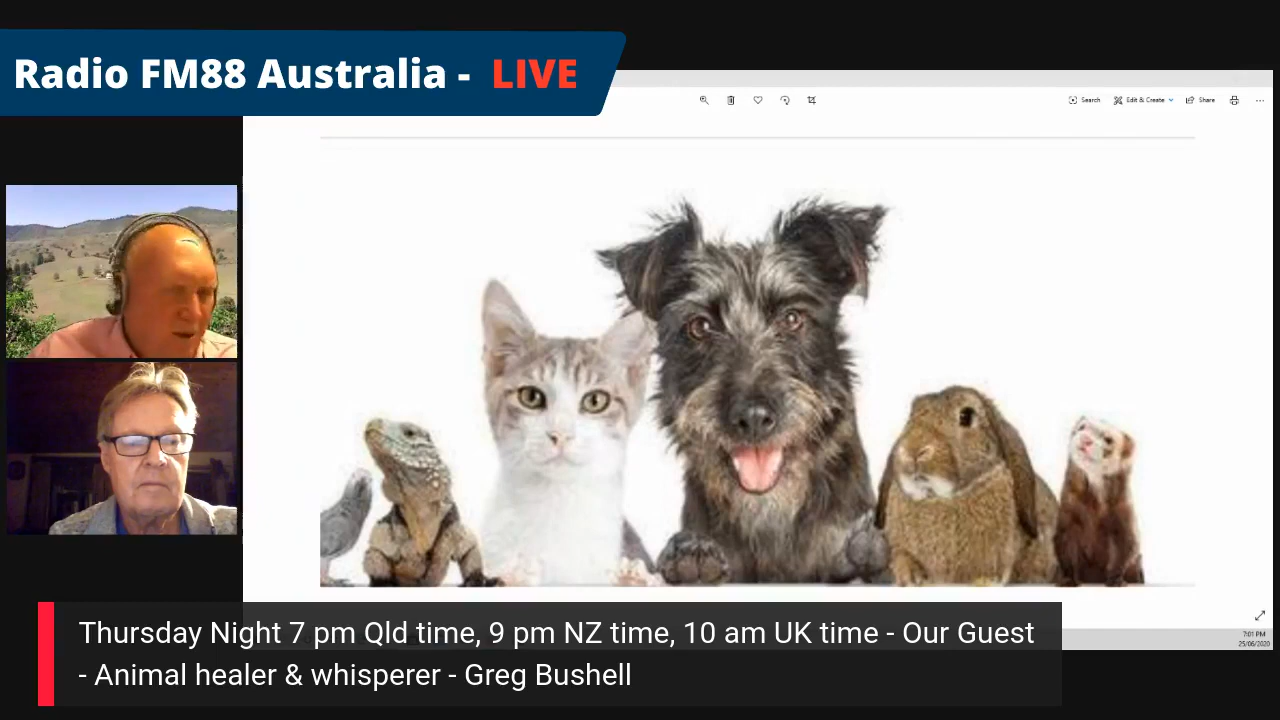 Radio FM88 Australia - LIVE
Search Edit & Create Share
Thursday Night 7 pm Qld time, 9 pm NZ time, 10 am UK time - Our Guest
- Animal healer & whisperer - Greg Bushell
7:01 PM
25/06/2020